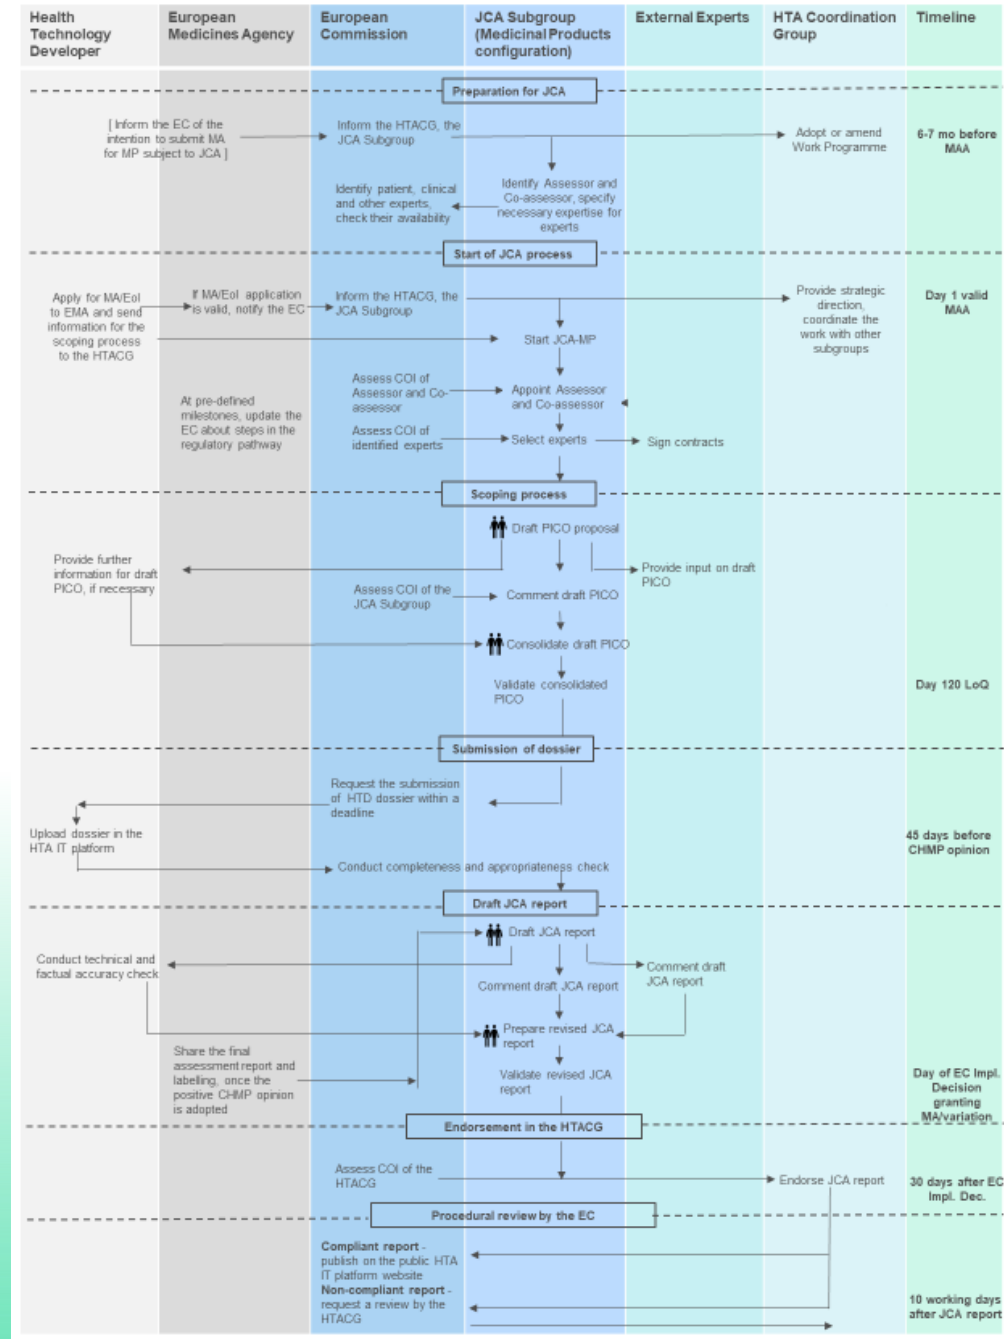 Health
Technology
Developer
European
Medicines Agency
European
Commission
JCA Subgroup
(Medicinal Products
configuration)
External Experts
HTA Coordination
Group
Timeline
Preparation for JCA
[ Inform the EC of the
intention to submit MA
for MP subject to JCA ]
Inform the HTACG, the
JCA Subgroup
Adopt or amend
Work Programme
6-7 mo before
MAA
Identify patient, clinical
and other experts,
check their availability
Identify Assessor and
Co-assessor, specify
necessary expertise for
experts
Start of JCA process
Apply for MA/EoI
to EMA and send
information for the
scoping process
to the HTACG
If MA/EoI application
is valid, notify the EC
Inform the HTACG, the
JCA Subgroup
Provide strategic
direction,
coordinate the
work with other
subgroups
Day 1 valid
MAA
Start JCA-MP
Assess COI of
Assessor and Co-
assessor
Appoint Assessor
and Co-assessor
At pre-defined
milestones, update the
EC about steps in the
regulatory pathway
Assess COI of
identified experts
Select experts
Sign contracts
Scoping process
Draft PICO proposal
Provide further
information for draft
PICO, if necessary
Provide input on draft
PICO
Assess COI of the
JCA Subgroup
Comment draft PICO
Consolidate draft PICO
Validate consolidated
PICO
Day 120 LoQ
Submission of dossier
Request the submission
of HTD dossier within a
deadline
Upload dossier in the
HTA IT platform
45 days before
CHMP opinion
Conduct completeness and appropriateness check
Draft JCA report
Draft JCA report
Conduct technical and
factual accuracy check
Comment draft
JCA report
Comment draft JCA report
Prepare revised JCA
report
Share the final
assessment report and
labelling, once the
positive CHMP opinion
is adopted
Validate revised JCA
report
Day of EC Impl.
Decision
granting
MA/variation
Endorsement in the HTACG
Assess COI of the
HTACG
Endorse JCA report
30 days after EC
Impl. Dec.
Procedural review by the EC
Compliant report -
publish on the public HTA
IT platform website
Non-compliant report -
request a review by the
HTACG
10 working days
after JCA report